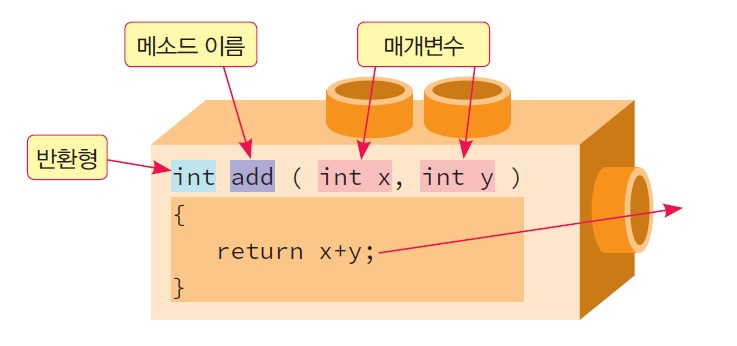 메소드 이름
매개변수
반환형
int add ( int x, int y )
{
return x+y;
}